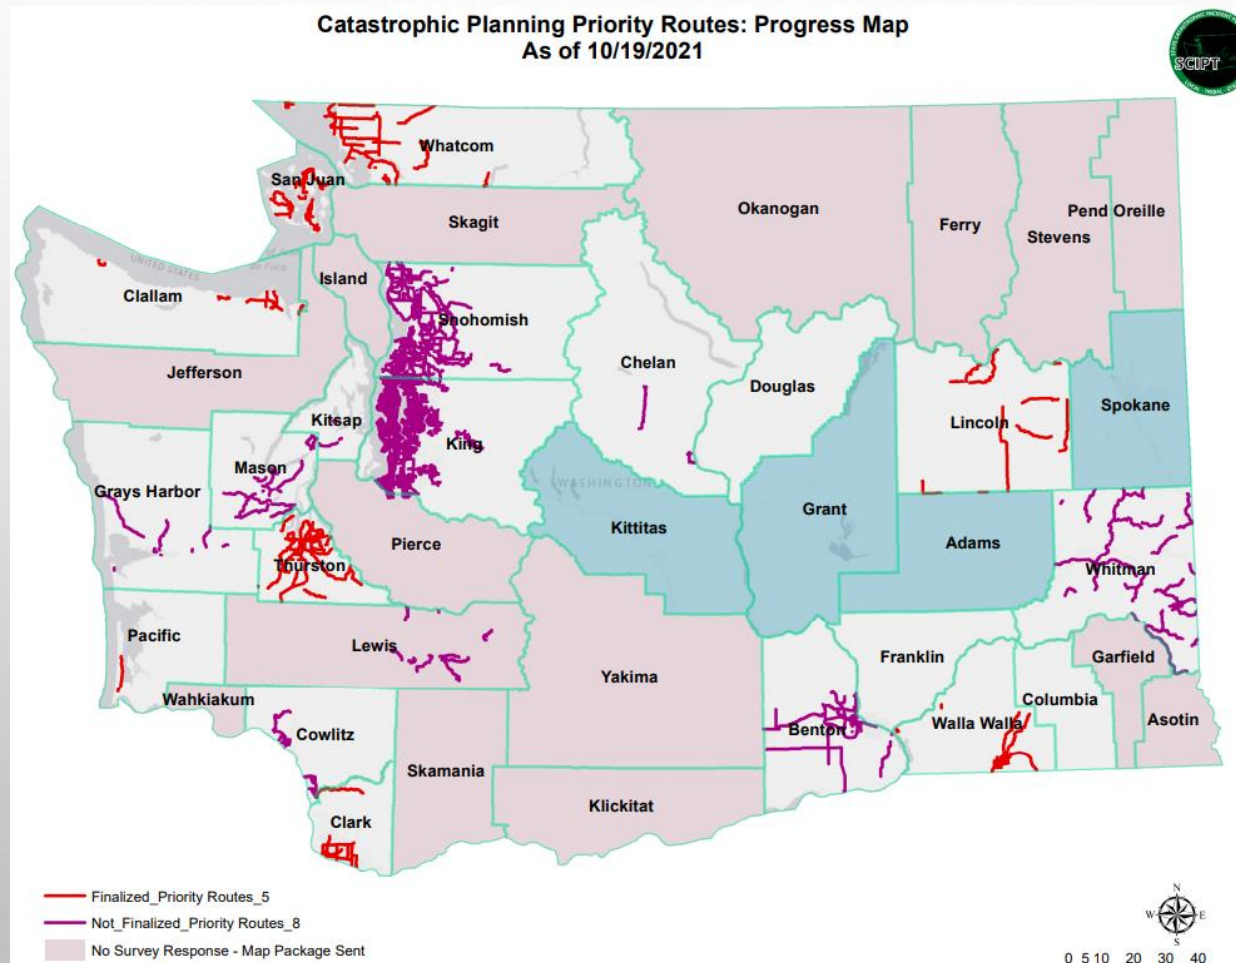 Catastrophic Planning Priority Routes: Progress Map
As of 10/19/2021
SCIPT
Whatcom
San Juan
Skagit
Okanogan
Ferry
Pend Oreille
Stevens
UNITED STATES
Island
Clallam
Snohomish
Chelan
Douglas
Jefferson
Kitsap
King
Lincoln
Spokane
Mason
Grays Harbor
WASHINGTON
Kittitas
Grant
Adams
Pierce
Thurston
Whitman
Pacific
Lewis
Yakima
Franklin
Garfield
Wahkiakum
Columbia
Asotin
Cowlitz
Benton
Walla Walla
Skamania
Klickitat
Clark
Finalized_Priority Routes_5
Not_Finalized_Priority Routes_8
No Survey Response - Map Package Sent
N
W E
S
0 5 10 20 30 40